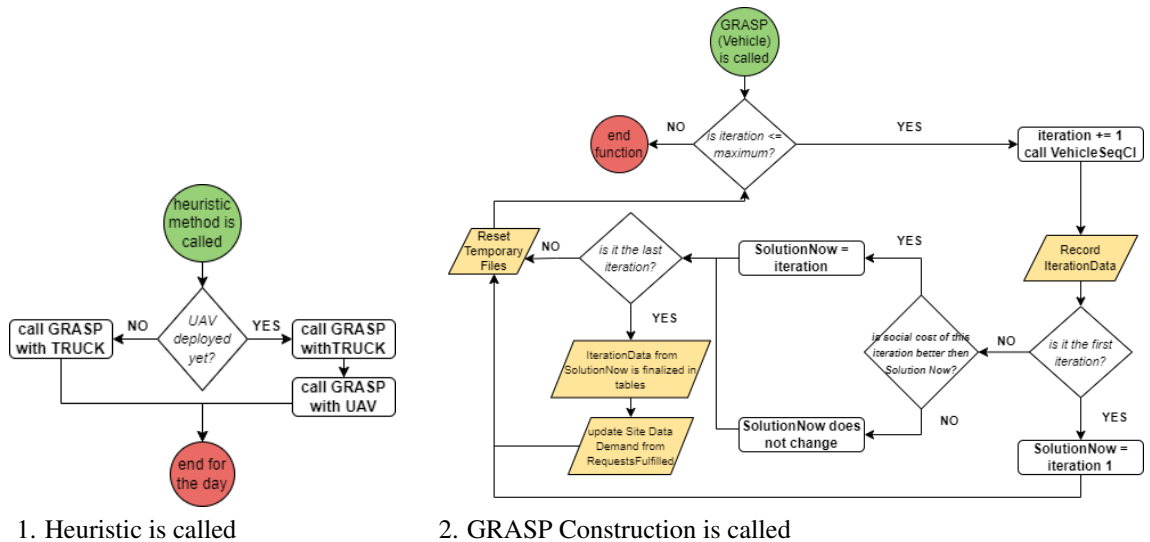 heuristic
method is
called
UAV
deployed
yet?
NO
YES
call GRASP
with TRUCK
call GRASP
withTRUCK
call GRASP
with UAV
end for
the day
1. Heuristic is called
GRASP
(Vehicle)
is called
is iteration <=
maximum?
NO
YES
end
function
iteration += 1
call VehicleSeqCl
Record
IterationData
is it the first
iteration?
NO
YES
SolutionNow =
iteration 1
is social cost of this
iteration better then
Solution Now?
YES
NO
SolutionNow =
iteration
SolutionNow does
not change
is it the last
iteration?
NO
YES
Reset
Temporary
Files
IterationData from
SolutionNow is finalized in
tables
update Site Data
Demand from
RequestsFulfilled
2. GRASP Construction is called